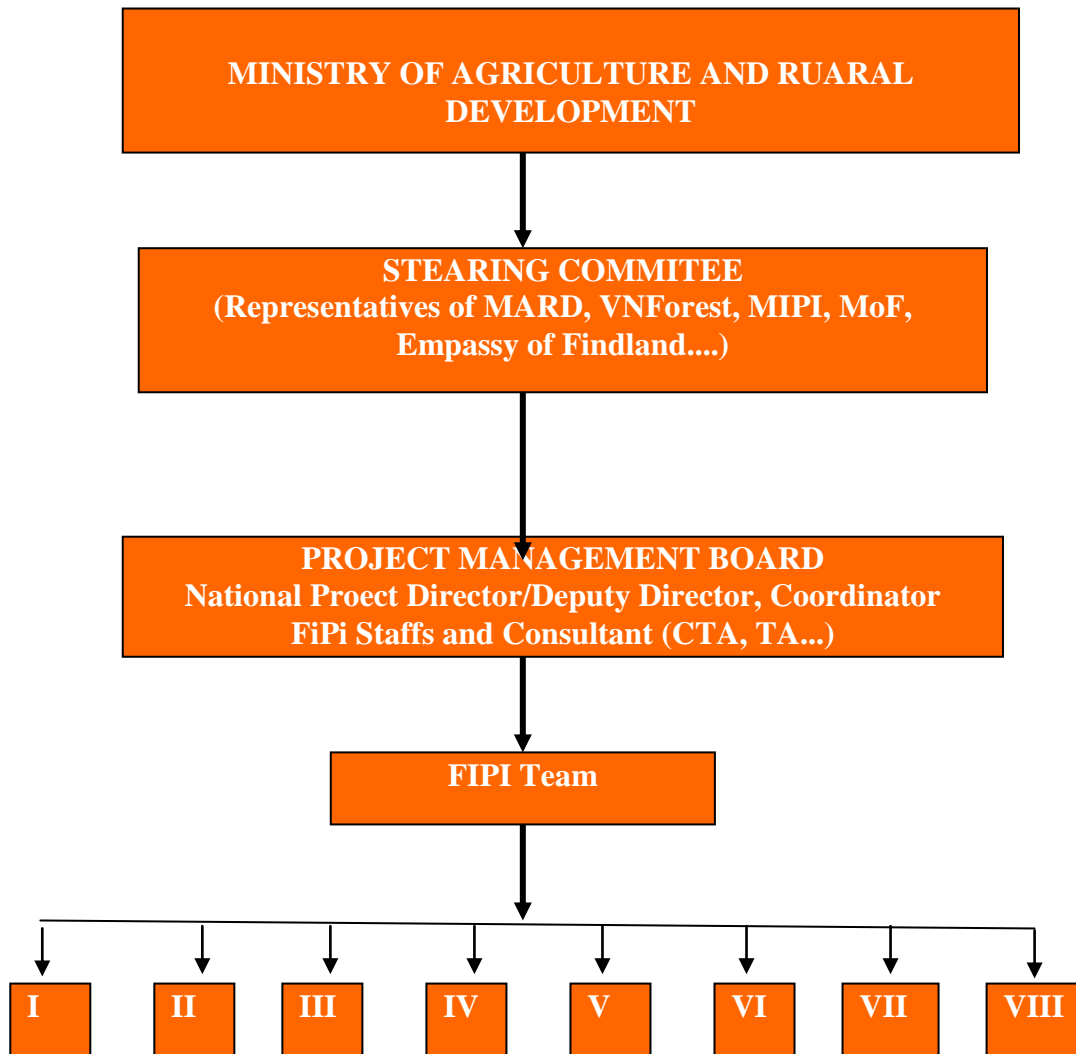 MINISTRY OF AGRICULTURE AND RUARAL
DEVELOPMENT
STEARING COMMITEE
(Representatives of MARD, VNForest, MIPI, MoF,
Empassy of Findland....)
PROJECT MANAGEMENT BOARD
National Proect Director/Deputy Director, Coordinator
FiPi Staffs and Consultant (CTA, TA...)
FIPI Team
I II III IV V VI VII VIII